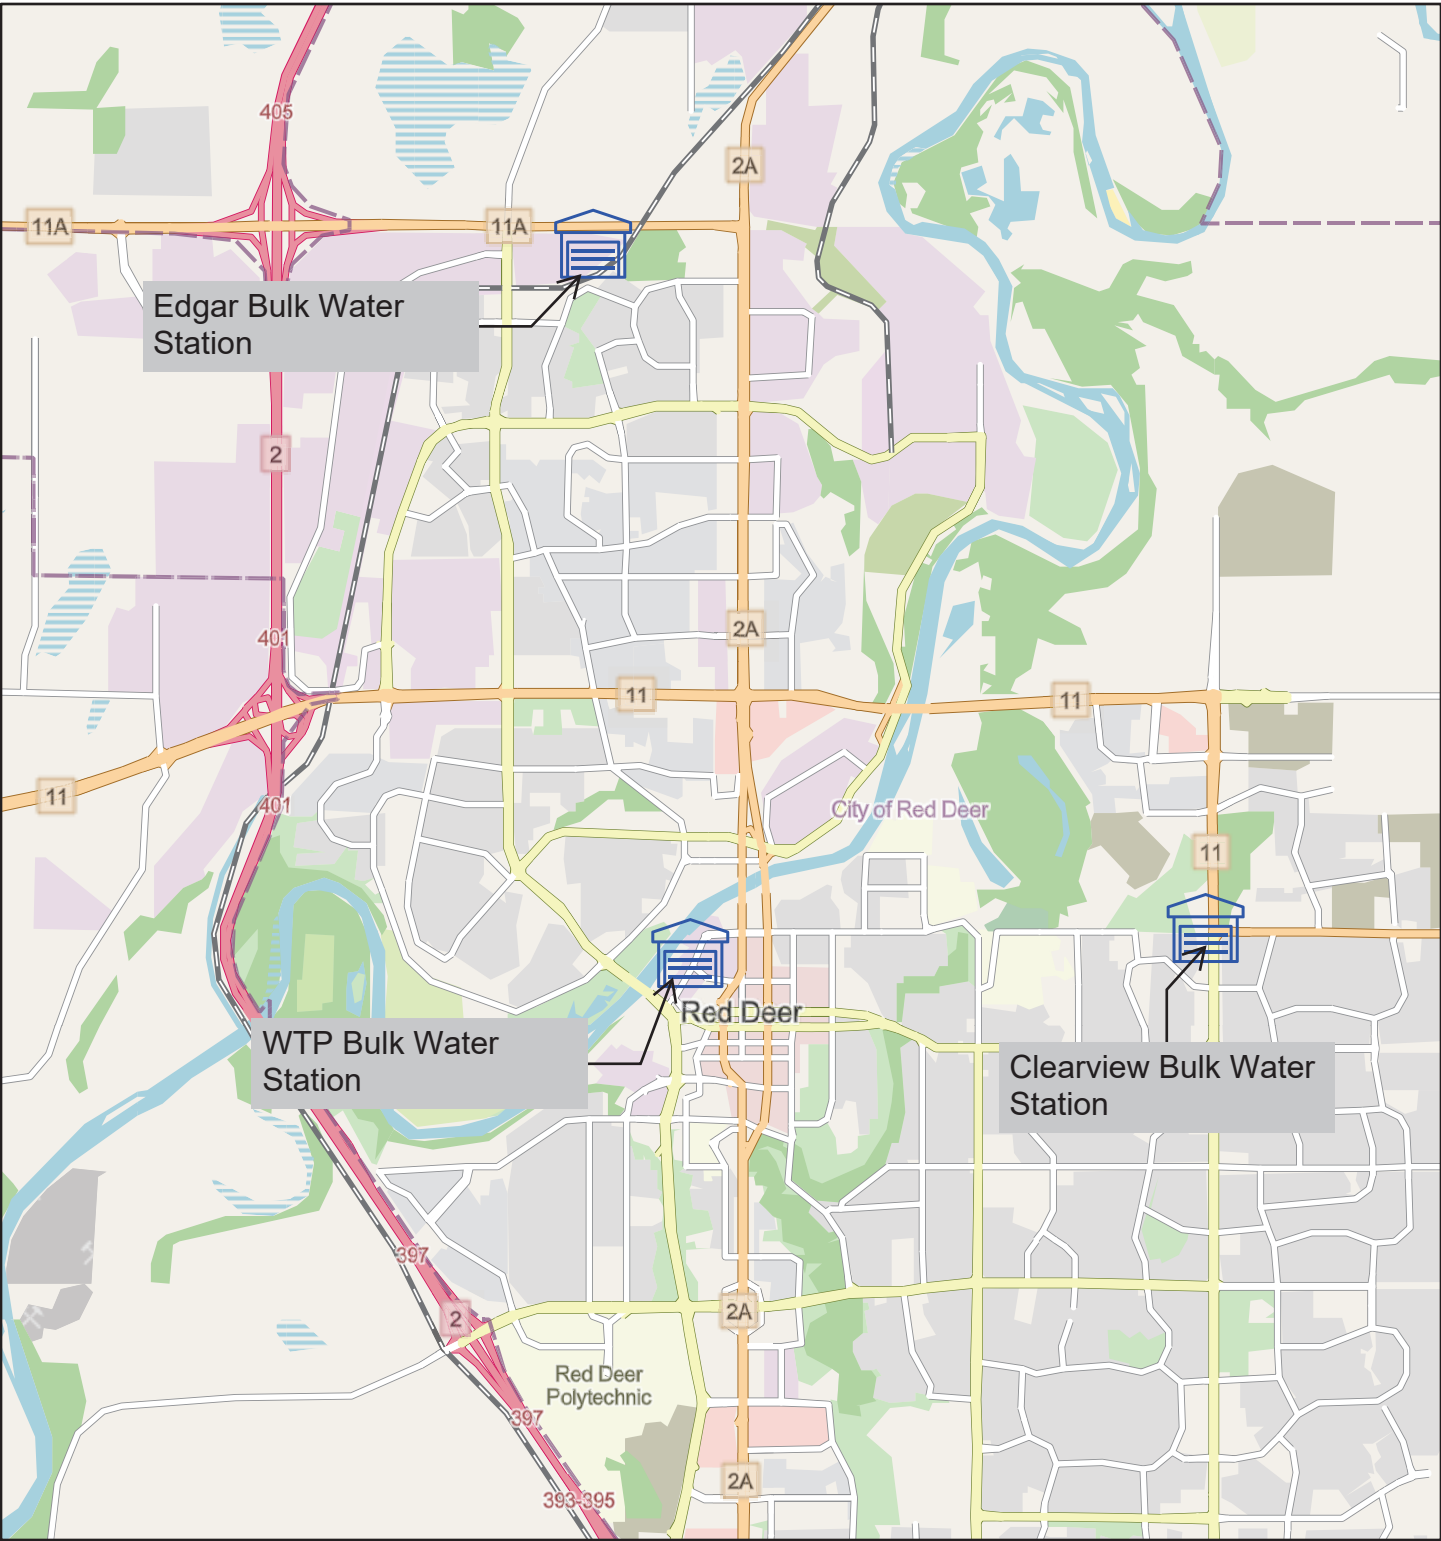 405
2A
11A
11A
Edgar Bulk Water
Station
2
401
2A
11
11
11
401
City of Red Deer
11
Red Deer
WTP Bulk Water
Station
Clearview Bulk Water
Station
397
2
2A
Red Deer
Polytechnic
397
2A
393-395